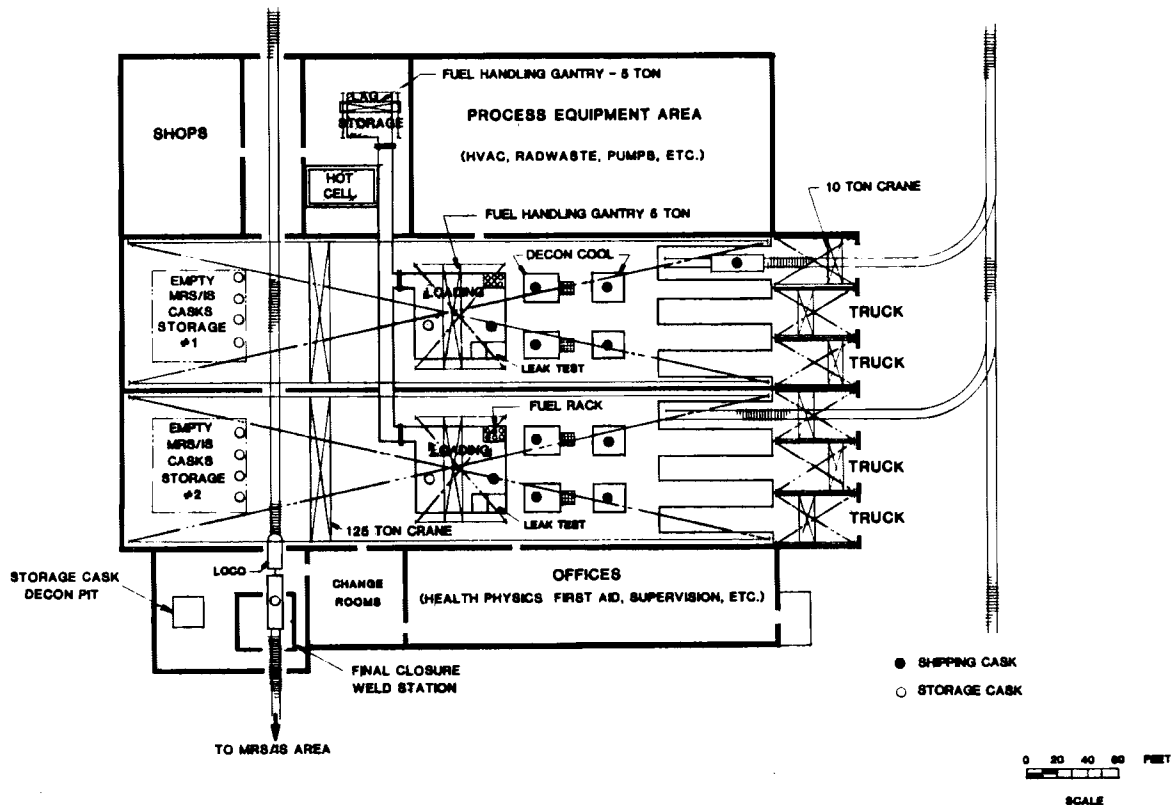 FUEL HANDLING GANTRY - 5 TON
LAG
STORAGE
PROCESS EQUIPMENT AREA
(HVAC, RADWASTE, PUMPS, ETC.)
SHOPS
HOT
CELL
10 TON CRANE
FUEL HANDLING GANTRY 5 TON
DECON COOL
EMPTY
MRS/IS
CASKS
STORAGE
#1
LOADING
LEAK TEST
TRUCK
TRUCK
FUEL RACK
EMPTY
MRS/IS
CASKS
STORAGE
#2
LOADING
LEAK TEST
TRUCK
TRUCK
125 TON CRANE
LOCO
STORAGE CASK
DECON PIT
CHANGE
ROOMS
OFFICES
(HEALTH PHYSICS FIRST AID, SUPERVISION, ETC.)
FINAL CLOSURE
WELD STATION
SHIPPING CASK
STORAGE CASK
TO MRS/IS AREA
0 20 40 60 FEET
SCALE